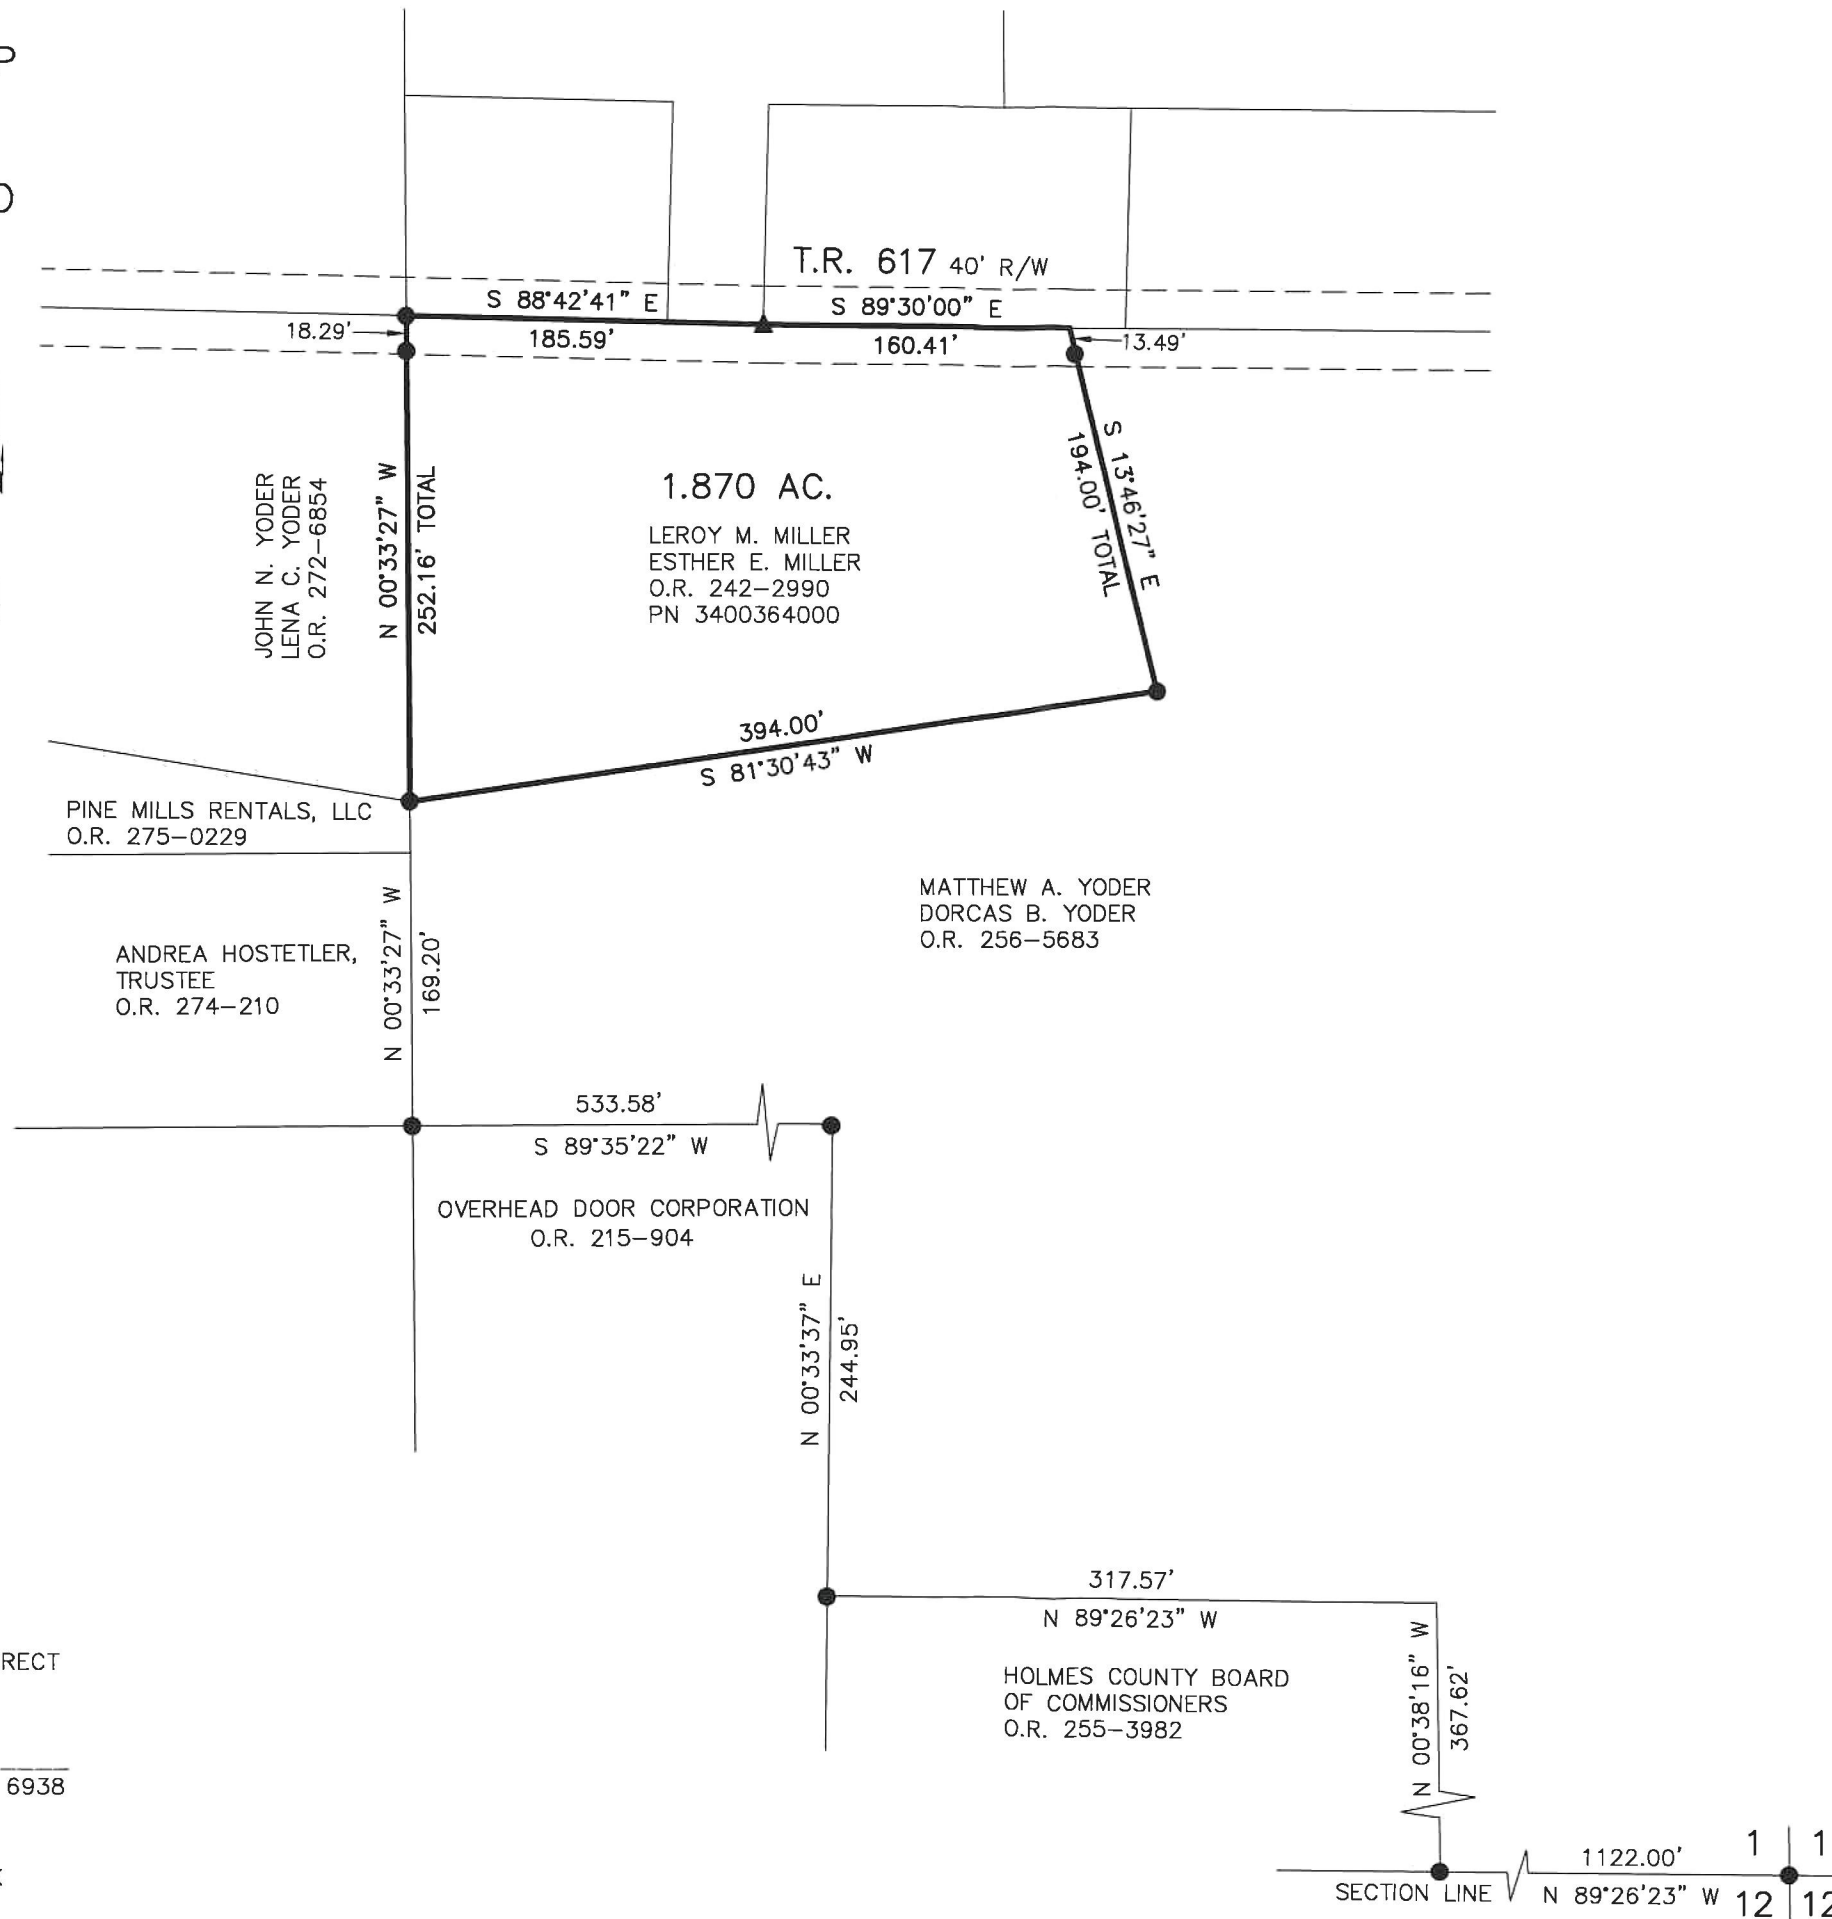 T.R. 617 40' R/W
S 88°42'41" E
S 89°30'00" E
18.29'
185.59'
160.41'
13.49'
JOHN N. YODER
LENA C. YODER
O.R. 272-6854
N 00°33'27" W
252.16' TOTAL
1.870 AC.
LEROY M. MILLER
ESTHER E. MILLER
O.R. 242-2990
PN 3400364000
S 13°46'27" E
194.00' TOTAL
394.00'
S 81°30'43" W
PINE MILLS RENTALS, LLC
O.R. 275-0229
MATTHEW A. YODER
DORCAS B. YODER
O.R. 256-5683
ANDREA HOSTETLER,
TRUSTEE
O.R. 274-210
N 00°33'27" W
169.20'
533.58'
S 89°35'22" W
OVERHEAD DOOR CORPORATION
O.R. 215-904
N 00°33'37" E
244.95'
317.57'
N 89°26'23" W
HOLMES COUNTY BOARD
OF COMMISSIONERS
O.R. 255-3982
N 00°38'16" W
367.62'
RECT
6938
1122.00'
1 1
SECTION LINE
N 89°26'23" W
12 12